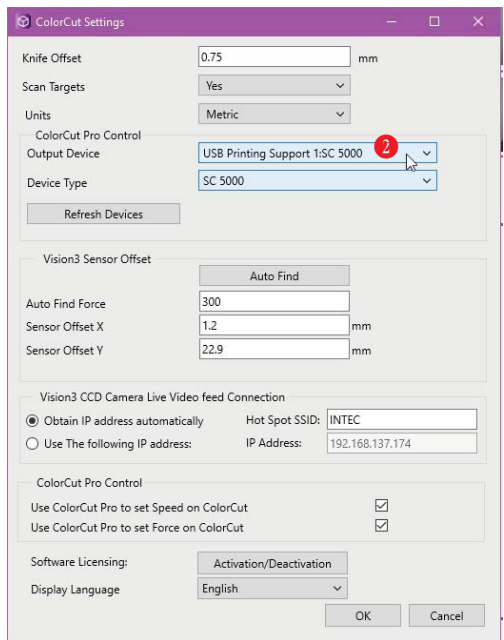 ColorCut Settings
Knife Offset 0.75 mm
Scan Targets Yes
Units Metric
ColorCut Pro Control
Output Device USB Printing Support 1:SC 5000 2
Device Type SC 5000
Refresh Devices
Vision3 Sensor Offset
Auto Find
Auto Find Force 300
Sensor Offset X 1.2 mm
Sensor Offset Y 22.9 mm
Vision3 CCD Camera Live Video feed Connection
Obtain IP address automatically Hot Spot SSID: INTEC
Use The following IP address: IP Address: 192.168.137.174
ColorCut Pro Control
Use ColorCut Pro to set Speed on ColorCut
Use ColorCut Pro to set Force on ColorCut
Software Licensing: Activation/Deactivation
Display Language English
OK Cancel